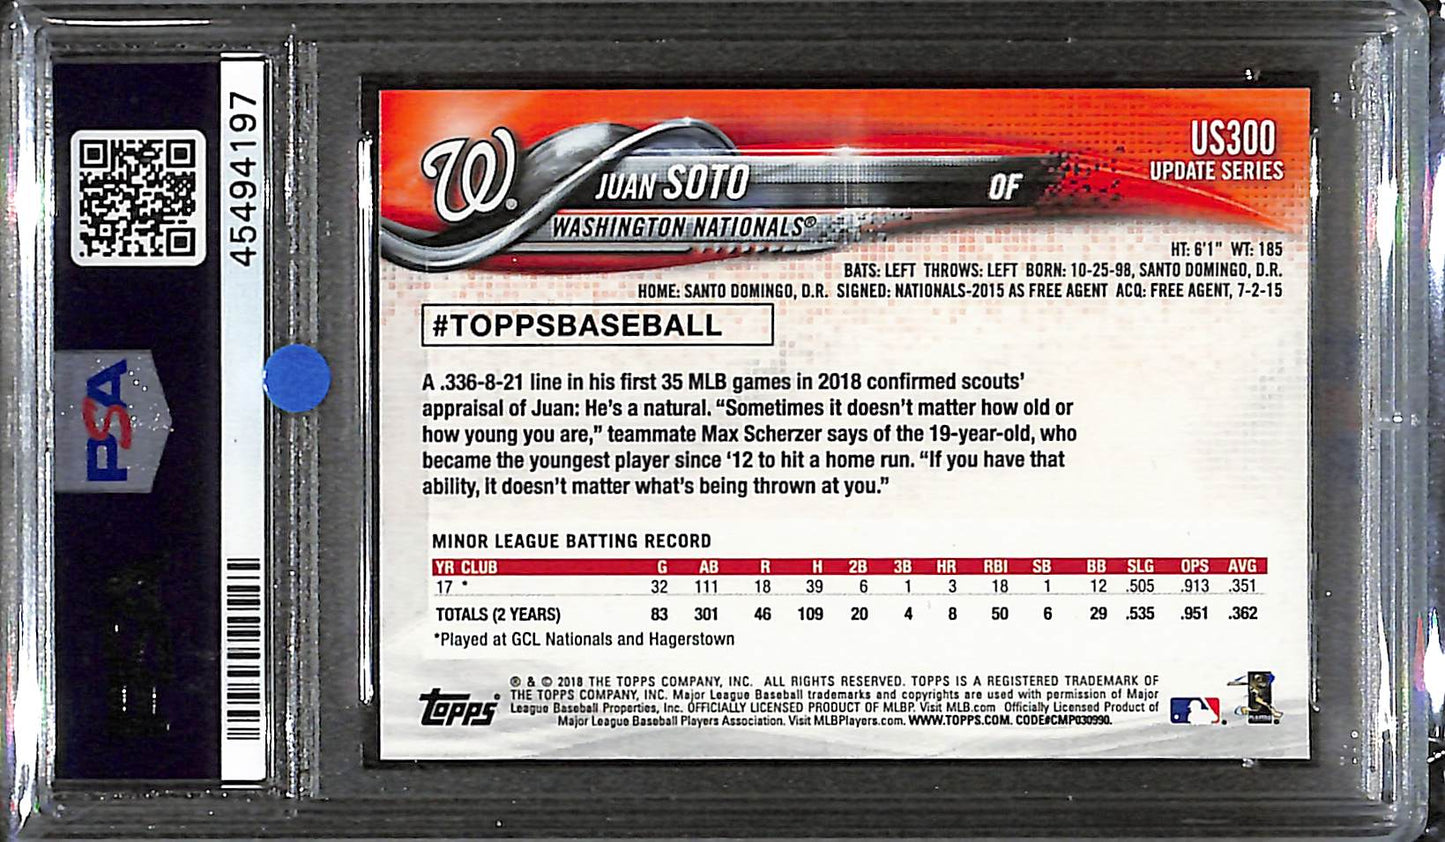 45494197
PSA
W
US300
UPDATE SERIES
JUAN SOTO
OF
WASHINGTON NATIONALS®
HT: 6'1" WT: 185
BATS: LEFT THROWS: LEFT BORN: 10-25-98, SANTO DOMINGO, D.R.
HOME: SANTO DOMINGO, D.R. SIGNED: NATIONALS-2015 AS FREE AGENT ACQ: FREE AGENT, 7-2-15
#TOPPSBASEBALL
A .336-8-21 line in his first 35 MLB games in 2018 confirmed scouts'
appraisal of Juan: He's a natural. “Sometimes it doesn't matter how old or
how young you are,” teammate Max Scherzer says of the 19-year-old, who
became the youngest player since '12 to hit a home run. “If you have that
ability, it doesn't matter what's being thrown at you.”
MINOR LEAGUE BATTING RECORD
YR CLUB G AB R H 2B 3B HR RBI SB BB SLG OPS AVG
17 * 32 111 18 39 6 1 3 18 1 12 .505 .913 .351
TOTALS (2 YEARS) 83 301 46 109 20 4 8 50 6 29 .535 .951 .362
*Played at GCL Nationals and Hagerstown
® & © 2018 THE TOPPS COMPANY, INC. ALL RIGHTS RESERVED. TOPPS IS A REGISTERED TRADEMARK OF
THE TOPPS COMPANY, INC. Major League Baseball trademarks and copyrights are used with permission of Major
League Baseball Properties, Inc. OFFICIALLY LICENSED PRODUCT OF MLBP. Visit MLB.com Officially Licensed Product of
Major League Baseball Players Association. Visit MLBPlayers.com. WWW.TOPPS.COM. CODE#CMP030990.
Topps